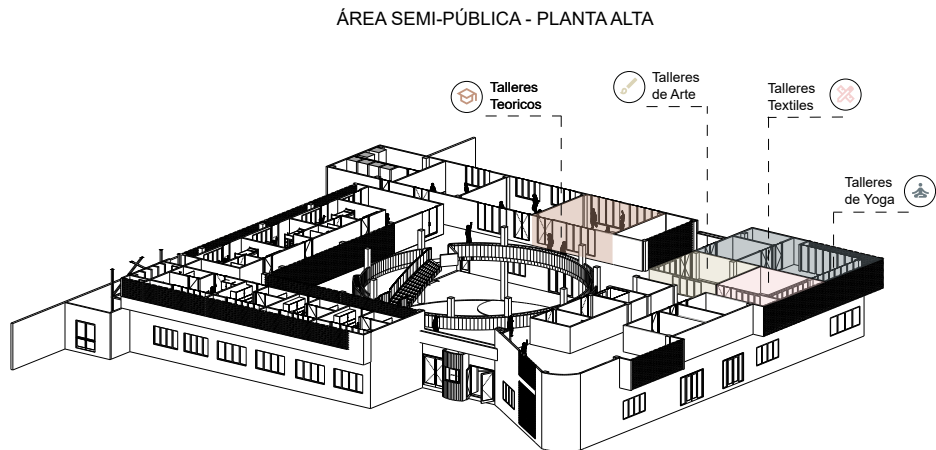 ÁREA SEMI-PÚBLICA - PLANTA ALTA
Talleres
Teoricos
Talleres
de Arte
Talleres
Textiles
Talleres
de Yoga